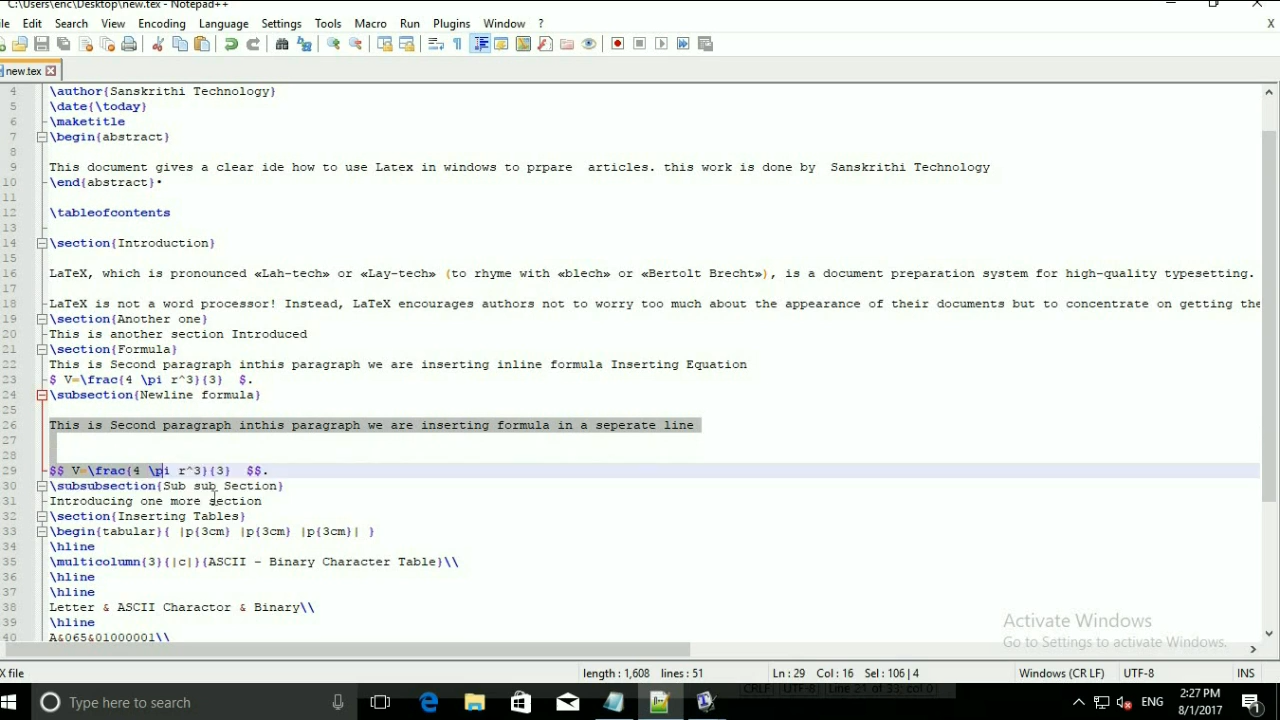 C:\Users\enc\Desktop\new.tex - Notepad++
ile Edit Search View Encoding Language Settings Tools Macro Run Plugins Window ? X
new.tex
4 \author{Sanskrithi Technology}
5 \date{\today}
6 \maketitle
7 \begin{abstract}
8
9 This document gives a clear ide how to use Latex in windows to prpare  articles. this work is done by  Sanskrithi Technology
10 \end{abstract}•
11
12 \tableofcontents
13
14 \section{Introduction}
15
16 LaTeX, which is pronounced «Lah-tech» or «Lay-tech» (to rhyme with «blech» or «Bertolt Brecht»), is a document preparation system for high-quality typesetting.
17
18 LaTeX is not a word processor! Instead, LaTeX encourages authors not to worry too much about the appearance of their documents but to concentrate on getting the
19 \section{Another one}
20 This is another section Introduced
21 \section{Formula}
22 This is Second paragraph inthis paragraph we are inserting inline formula Inserting Equation
23 $ V=\frac{4 \pi r^3}{3}  $.
24 \subsection{Newline formula}
25
26 This is Second paragraph inthis paragraph we are inserting formula in a seperate line
27
28
29 $$ V=\frac{4 \pi r^3}{3}  $$.
30 \subsubsection{Sub sub Section}
31 Introducing one more section
32 \section{Inserting Tables}
33 \begin{tabular}{ |p{3cm} |p{3cm} |p{3cm}| }
34 \hline
35 \multicolumn{3}{|c|}{ASCII - Binary Character Table}\\
36 \hline
37 \hline
38 Letter & ASCII Charactor & Binary\\
39 \hline
40 A&065&01000001\\
Activate Windows
Go to Settings to activate Windows.
X file length : 1,608 lines : 51 Ln : 29 Col : 16 Sel : 106 | 4 Windows (CR LF) UTF-8 INS
CRLF UTF-8 Line 21 of 33; col 0
Type here to search ENG 2:27 PM
8/1/2017